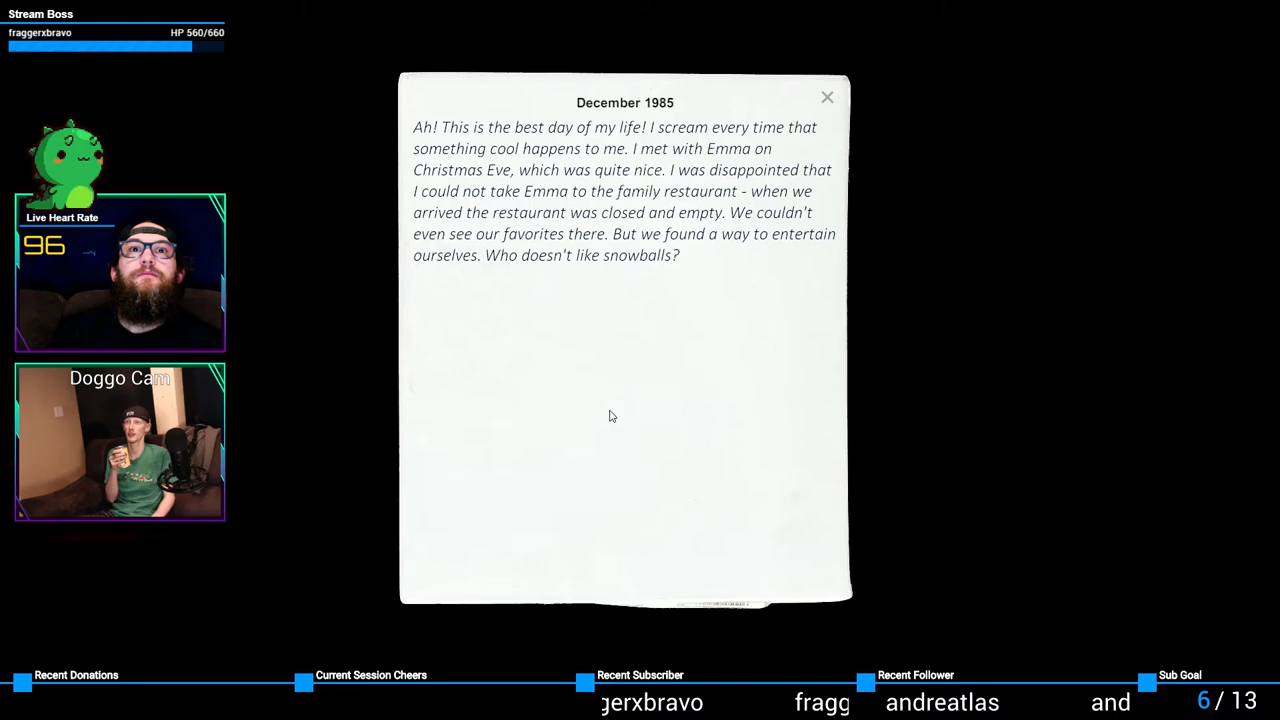 Stream Boss
fraggerxbravo HP 560/660
December 1985
Ah! This is the best day of my life! I scream every time that
something cool happens to me. I met with Emma on
Christmas Eve, which was quite nice. I was disappointed that
I could not take Emma to the family restaurant - when we
arrived the restaurant was closed and empty. We couldn't
even see our favorites there. But we found a way to entertain
ourselves. Who doesn't like snowballs?
Live Heart Rate
96
Doggo Cam
Recent Donations
Current Session Cheers
Recent Subscriber
gerxbravo fragg
Recent Follower
andreatlas and
Sub Goal
6 / 13